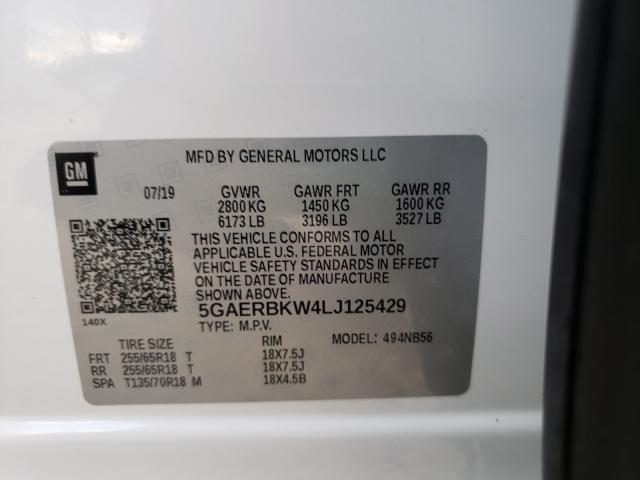 GM
MFD BY GENERAL MOTORS LLC
07/19 GVWR GAWR FRT GAWR RR
2800 KG 1450 KG 1600 KG
6173 LB 3196 LB 3527 LB
THIS VEHICLE CONFORMS TO ALL
APPLICABLE U.S. FEDERAL MOTOR
VEHICLE SAFETY STANDARDS IN EFFECT
ON THE DATE OF MANUFACTURE
SHOWN ABOVE.
140X
5GAERBKW4LJ125429
TYPE: M.P.V. MODEL: 494NB56
TIRE SIZE RIM
FRT 255/65R18 T 18X7.5J
RR 255/65R18 T 18X7.5J
SPA T135/70R18 M 18X4.5B